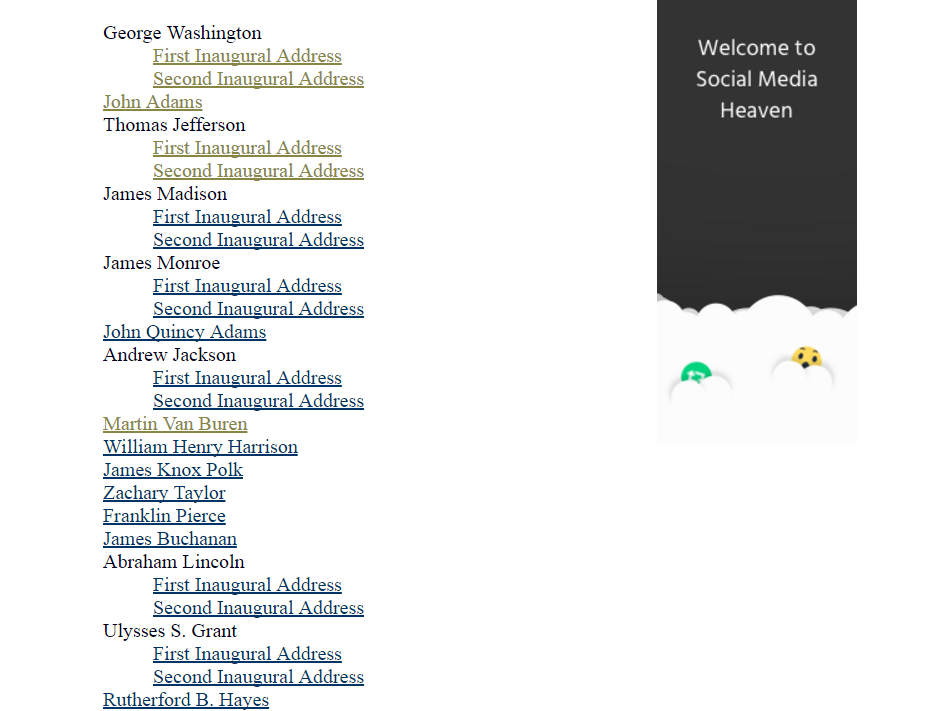 George Washington
First Inaugural Address
Second Inaugural Address
John Adams
Thomas Jefferson
First Inaugural Address
Second Inaugural Address
James Madison
First Inaugural Address
Second Inaugural Address
James Monroe
First Inaugural Address
Second Inaugural Address
John Quincy Adams
Andrew Jackson
First Inaugural Address
Second Inaugural Address
Martin Van Buren
William Henry Harrison
James Knox Polk
Zachary Taylor
Franklin Pierce
James Buchanan
Abraham Lincoln
First Inaugural Address
Second Inaugural Address
Ulysses S. Grant
First Inaugural Address
Second Inaugural Address
Rutherford B. Hayes
Welcome to
Social Media
Heaven